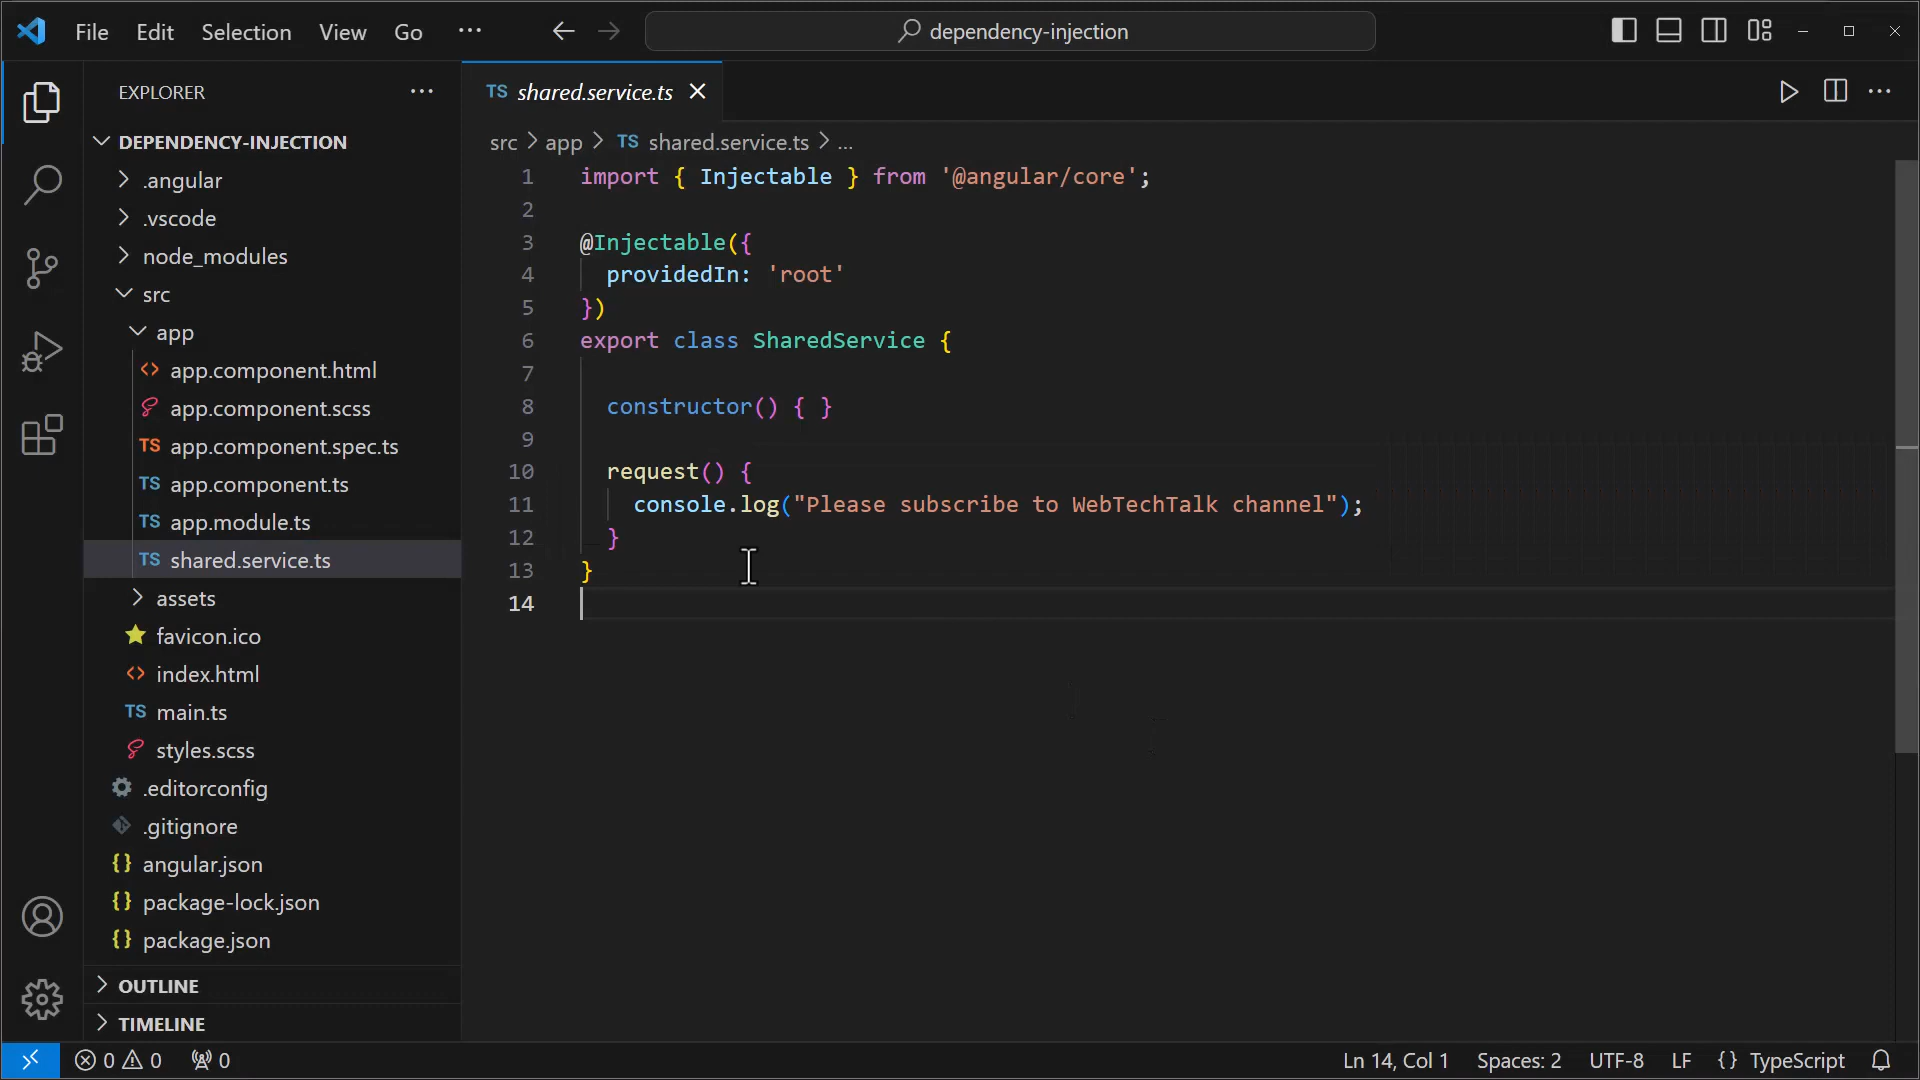 File Edit Selection View Go ··· dependency-injection
EXPLORER ···
DEPENDENCY-INJECTION
.angular
.vscode
node_modules
src
app
app.component.html
app.component.scss
TS app.component.spec.ts
TS app.component.ts
TS app.module.ts
TS shared.service.ts
assets
favicon.ico
index.html
TS main.ts
styles.scss
.editorconfig
.gitignore
{} angular.json
{} package-lock.json
{} package.json
OUTLINE
TIMELINE
TS shared.service.ts
src > app > TS shared.service.ts > ...
1 import { Injectable } from '@angular/core';
2
3 @Injectable({
4 providedIn: 'root'
5 })
6 export class SharedService {
7
8 constructor() { }
9
10 request() {
11 console.log("Please subscribe to WebTechTalk channel");
12 }
13 }
14
0 0 0 Ln 14, Col 1 Spaces: 2 UTF-8 LF {} TypeScript